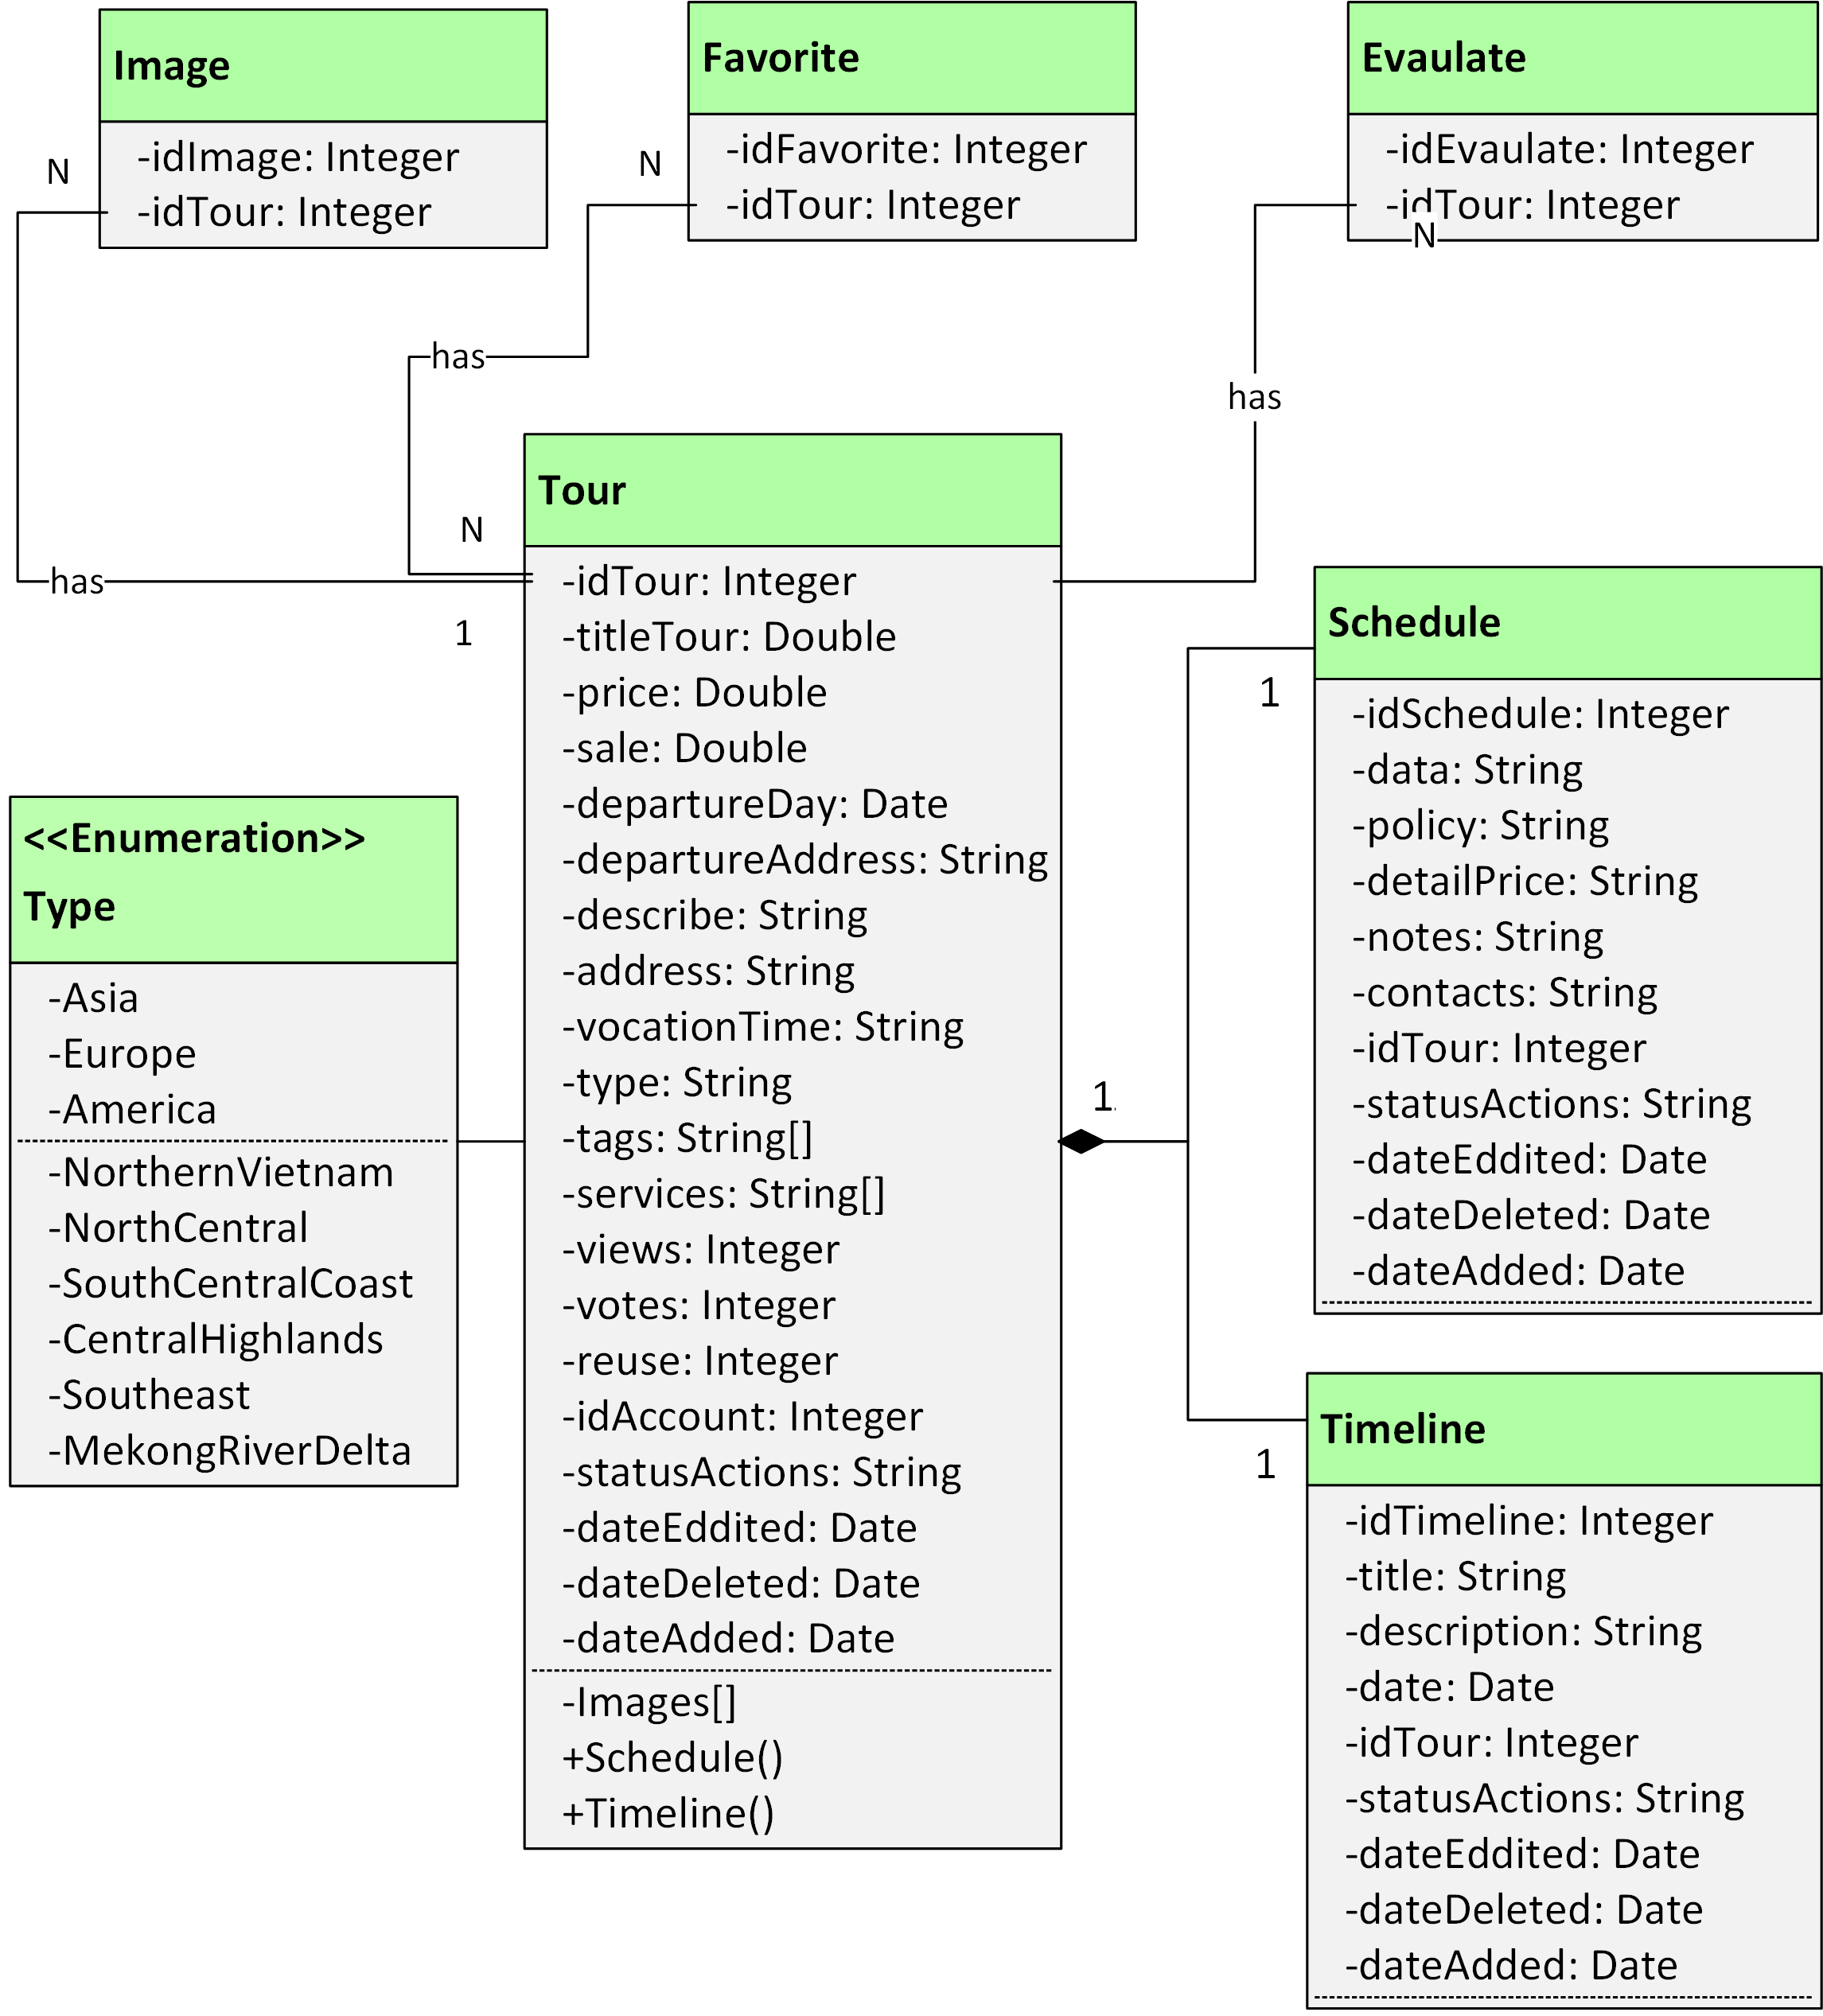 Image
-idImage: Integer
-idTour: Integer
N
Favorite
-idFavorite: Integer
-idTour: Integer
N
Evaulate
-idEvaulate: Integer
-idTour: Integer
N
has
has
has
N
1
Tour
-idTour: Integer
-titleTour: Double
-price: Double
-sale: Double
-departureDay: Date
-departureAddress: String
-describe: String
-address: String
-vocationTime: String
-type: String
-tags: String[]
-services: String[]
-views: Integer
-votes: Integer
-reuse: Integer
-idAccount: Integer
-statusActions: String
-dateEddited: Date
-dateDeleted: Date
-dateAdded: Date
-Images[]
+Schedule()
+Timeline()
<<Enumeration>>
Type
-Asia
-Europe
-America
-NorthernVietnam
-NorthCentral
-SouthCentralCoast
-CentralHighlands
-Southeast
-MekongRiverDelta
1
1
Schedule
-idSchedule: Integer
-data: String
-policy: String
-detailPrice: String
-notes: String
-contacts: String
-idTour: Integer
-statusActions: String
-dateEddited: Date
-dateDeleted: Date
-dateAdded: Date
1
Timeline
-idTimeline: Integer
-title: String
-description: String
-date: Date
-idTour: Integer
-statusActions: String
-dateEddited: Date
-dateDeleted: Date
-dateAdded: Date